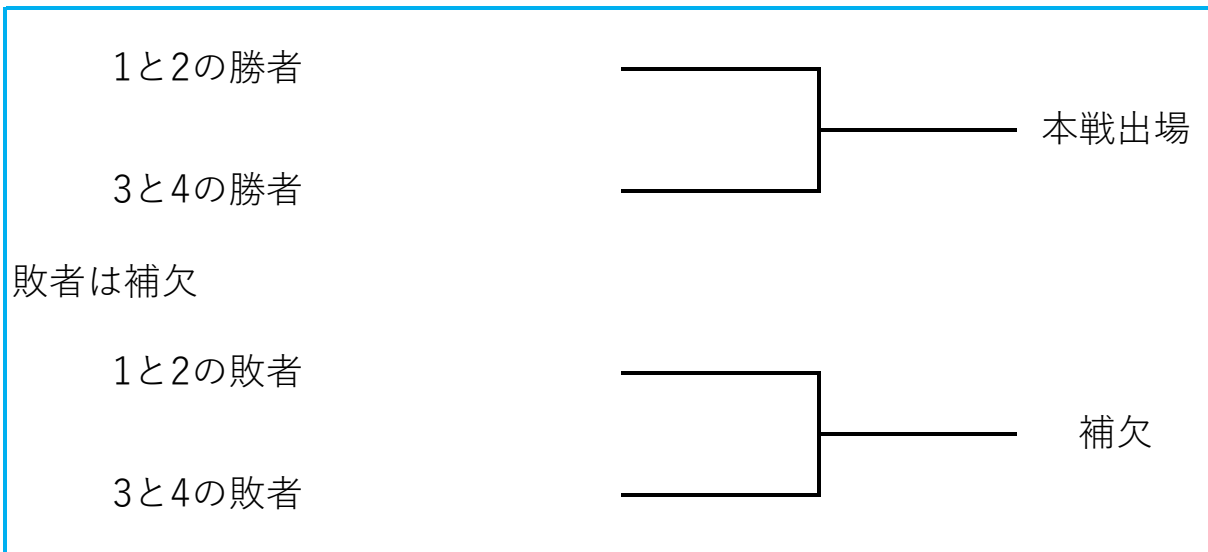 1と2の勝者
本戦出場
3と4の勝者
敗者は補欠
1と2の敗者
補欠
3と4の敗者